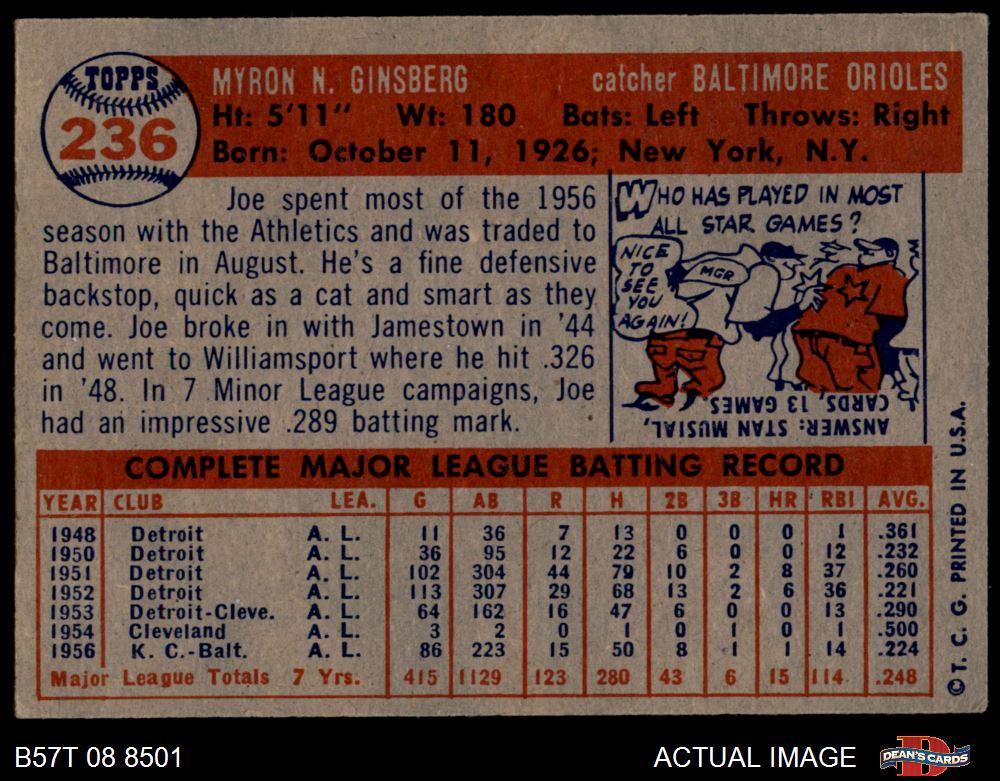 TOPPS
236
MYRON N. GINSBERG catcher BALTIMORE ORIOLES
Ht: 5'11" Wt: 180 Bats: Left Throws: Right
Born: October 11, 1926; New York, N.Y.
Joe spent most of the 1956
season with the Athletics and was traded to
Baltimore in August. He's a fine defensive
backstop, quick as a cat and smart as they
come. Joe broke in with Jamestown in '44
and went to Williamsport where he hit .326
in '48. In 7 Minor League campaigns, Joe
had an impressive .289 batting mark.
WHO HAS PLAYED IN MOST
ALL STAR GAMES?
NICE
TO
SEE
YOU
AGAIN!
MGR
ANSWER: STAN MUSIAL,
CARDS. 13 GAMES.
COMPLETE MAJOR LEAGUE BATTING RECORD
YEAR CLUB LEA. G AB R H 2B 3B HR RBI AVG.
1948 Detroit A. L. 11 36 7 13 0 0 0 1 .361
1950 Detroit A. L. 36 95 12 22 6 0 0 12 .232
1951 Detroit A. L. 102 304 44 79 10 2 8 37 .260
1952 Detroit A. L. 113 307 29 68 13 2 6 36 .221
1953 Detroit-Cleve. A. L. 64 162 16 47 6 0 0 13 .290
1954 Cleveland A. L. 3 2 0 1 0 1 0 1 .500
1956 K. C.-Balt. A. L. 86 223 15 50 8 1 1 14 .224
Major League Totals 7 Yrs. 415 1129 123 280 43 6 15 114 .248
© T. C. G. PRINTED IN U.S.A.
B57T 08 8501 ACTUAL IMAGE
DEAN'S CARDS